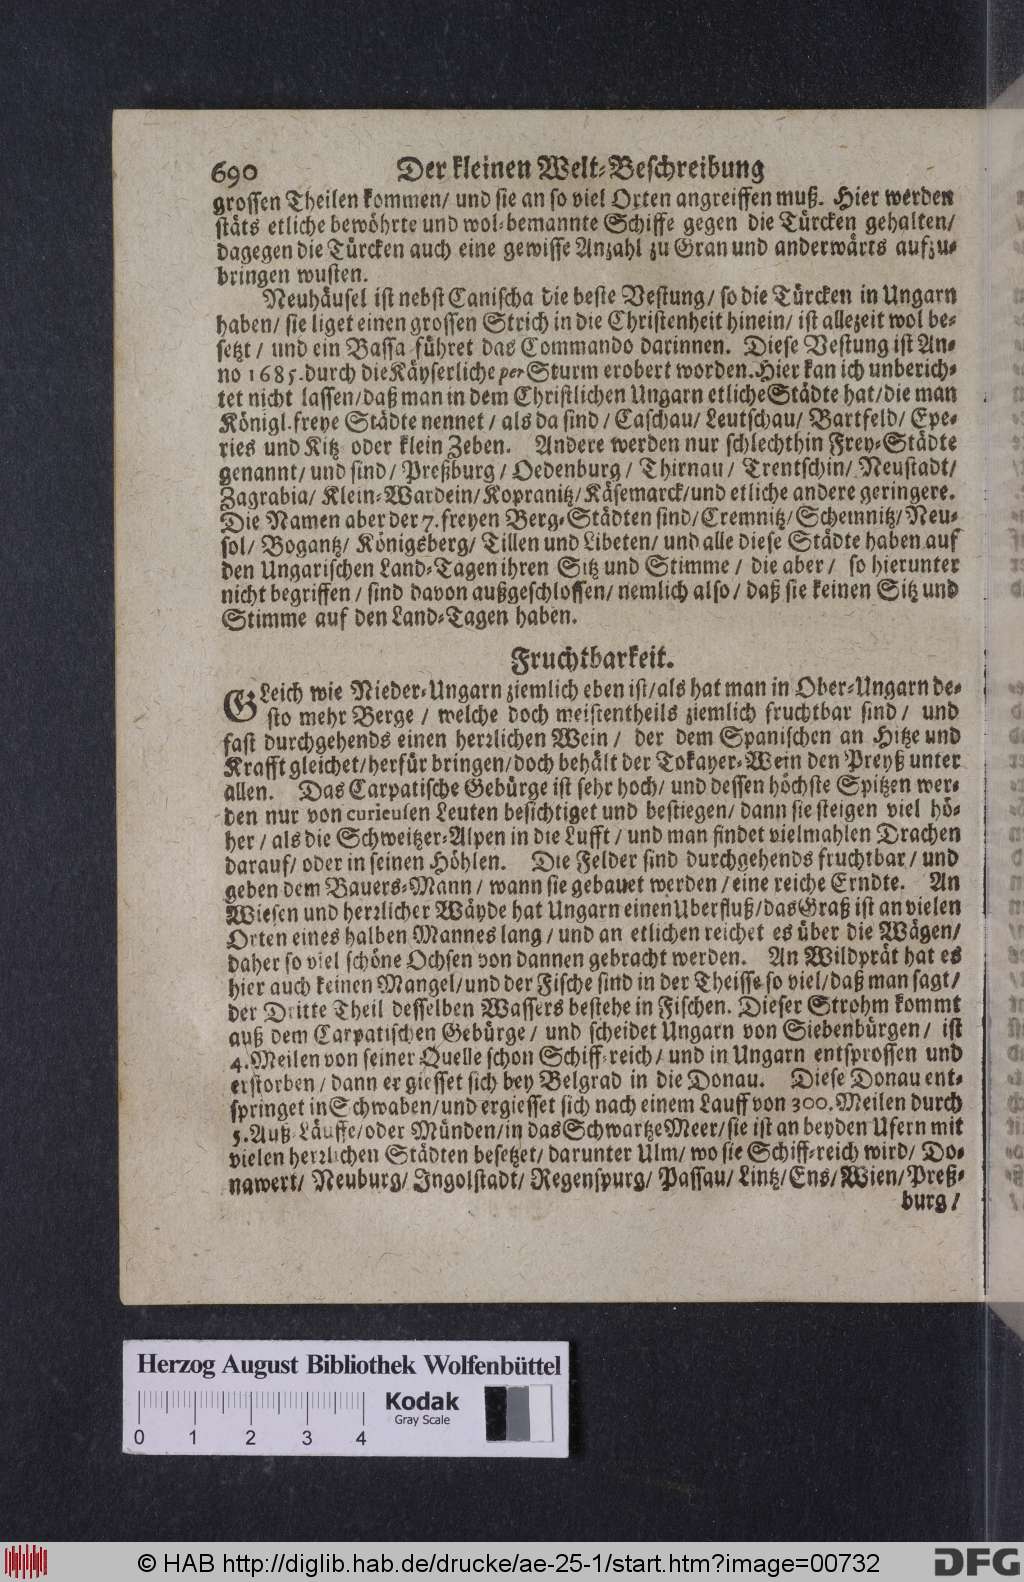 690 Der kleinen Welt-Beschreibung
grossen Theilen kommen/ und sie an so viel Orten angreiffen muß. Hier werden
stäts etliche bewöhrte und wol-bemannte Schiffe gegen die Türcken gehalten/
dagegen die Türcken auch eine gewisse Anzahl zu Gran und anderwärts aufzu-
bringen wusten.
Neuhäusel ist nebst Canischa die beste Vestung/ so die Türcken in Ungarn
haben/ sie liget einen grossen Strich in die Christenheit hinein/ ist allezeit wol be-
setzt/ und ein Bassa führet das Commando darinnen. Diese Vestung ist An-
no 1685. durch die Käyserliche per Sturm erobert worden. Hier kan ich unberich-
tet nicht lassen/ daß man in dem Christlichen Ungarn etliche Städte hat/ die man
Königl. freye Städte nennet/ als da sind/ Caschau/ Leutschau/ Bartfeld/ Epe-
ries und Kitz oder klein Zeben. Andere werden nur schlechthin Frey-Städte
genannt/ und sind/ Preßburg/ Oedenburg/ Thirnau/ Trentschin/ Neustadt/
Zagrabia/ Klein-Wardein/ Kopranitz/ Käsemarck/ und etliche andere geringere.
Die Namen aber der 7. freyen Berg-Städten sind/ Cremnitz/ Schemnitz/ Neu-
sol/ Bogantz/ Königsberg/ Tillen und Libeten/ und alle diese Städte haben auf
den Ungarischen Land-Tagen ihren Sitz und Stimme/ die aber/ so hierunter
nicht begriffen/ sind davon außgeschlossen/ nemlich also/ daß sie keinen Sitz und
Stimme auf den Land-Tagen haben.
Fruchtbarkeit.
GLeich wie Nieder-Ungarn ziemlich eben ist/ als hat man in Ober-Ungarn de-
sto mehr Berge/ welche doch meistentheils ziemlich fruchtbar sind/ und
fast durchgehends einen herrlichen Wein/ der dem Spanischen an Hitze und
Krafft gleichet/ herfür bringen/ doch behält der Tokayer-Wein den Preyß unter
allen. Das Carpatische Gebürge ist sehr hoch/ und dessen höchste Spitzen wer-
den nur von curieusen Leuten besichtiget und bestiegen/ dann sie steigen viel hö-
her/ als die Schweitzer-Alpen in die Lufft/ und man findet vielmahlen Drachen
darauf/ oder in seinen Höhlen. Die Felder sind durchgehends fruchtbar/ und
geben dem Bauers-Mann/ wann sie gebauet werden/ eine reiche Erndte. An
Wiesen und herrlicher Wäyde hat Ungarn einen Uberfluß/ das Graß ist an vielen
Orten eines halben Mannes lang/ und an etlichen reichet es über die Wägen/
daher so viel schöne Ochsen von dannen gebracht werden. An Wildprät hat es
hier auch keinen Mangel/ und der Fische sind in der Theisse so viel/ daß man sagt/
der Dritte Theil desselben Wassers bestehe in Fischen. Dieser Strohm kommt
auß dem Carpatischen Gebürge/ und scheidet Ungarn von Siebenbürgen/ ist
4. Meilen von seiner Quelle schon Schiff-reich/ und in Ungarn entsprossen und
erstorben/ dann er giesset sich bey Belgrad in die Donau. Diese Donau ent-
springet in Schwaben/ und ergiesset sich nach einem Lauff von 300. Meilen durch
5. Auß-Läuffe/ oder Münden/ in das Schwartze Meer/ sie ist an beyden Ufern mit
vielen herrlichen Städten besetzet/ darunter Ulm/ wo sie Schiff-reich wird/ Do-
nawert/ Neuburg/ Ingolstadt/ Regenspurg/ Passau/ Lintz/ Ens/ Wien/ Preß-
burg/
Herzog August Bibliothek Wolfenbüttel
Kodak
Gray Scale
0 1 2 3 4
© HAB http://diglib.hab.de/drucke/ae-25-1/start.htm?image=00732
DFG